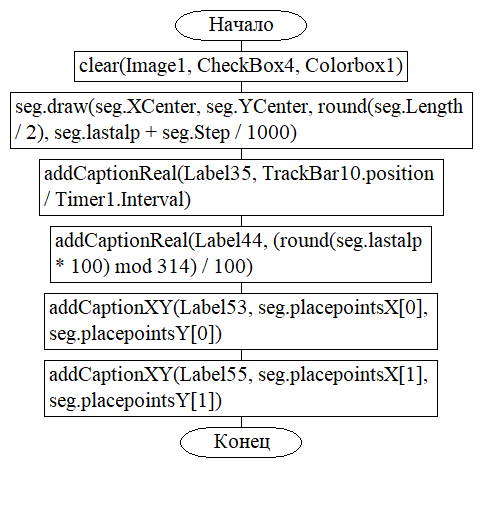 Начало
clear(Image1, CheckBox4, Colorbox1)
seg.draw(seg.XCenter, seg.YCenter, round(seg.Length
/ 2), seg.lastalp + seg.Step / 1000)
addCaptionReal(Label35, TrackBar10.position
/ Timer1.Interval)
addCaptionReal(Label44, (round(seg.lastalp
* 100) mod 314) / 100)
addCaptionXY(Label53, seg.placepointsX[0],
seg.placepointsY[0])
addCaptionXY(Label55, seg.placepointsX[1],
seg.placepointsY[1])
Конец